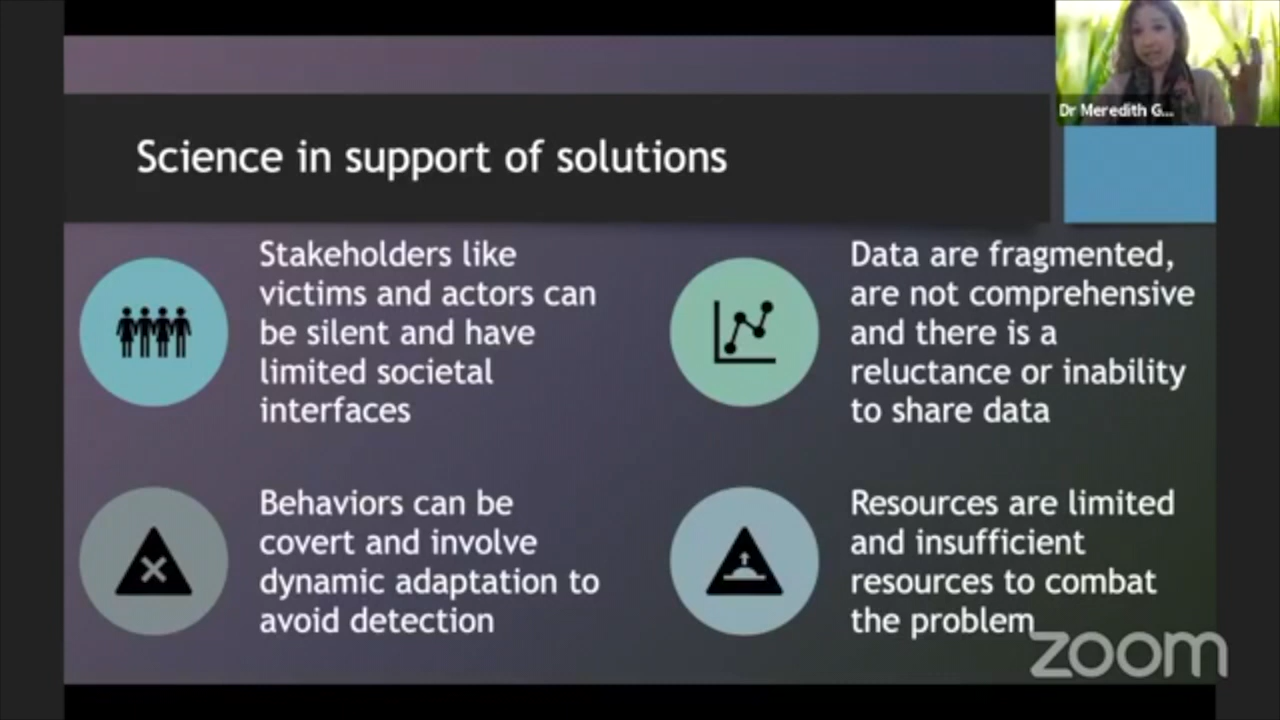 Dr Meredith G...
Science in support of solutions
Stakeholders like
victims and actors can
be silent and have
limited societal
interfaces
Data are fragmented,
are not comprehensive
and there is a
reluctance or inability
to share data
Behaviors can be
covert and involve
dynamic adaptation to
avoid detection
Resources are limited
and insufficient
resources to combat
the problem
zoom